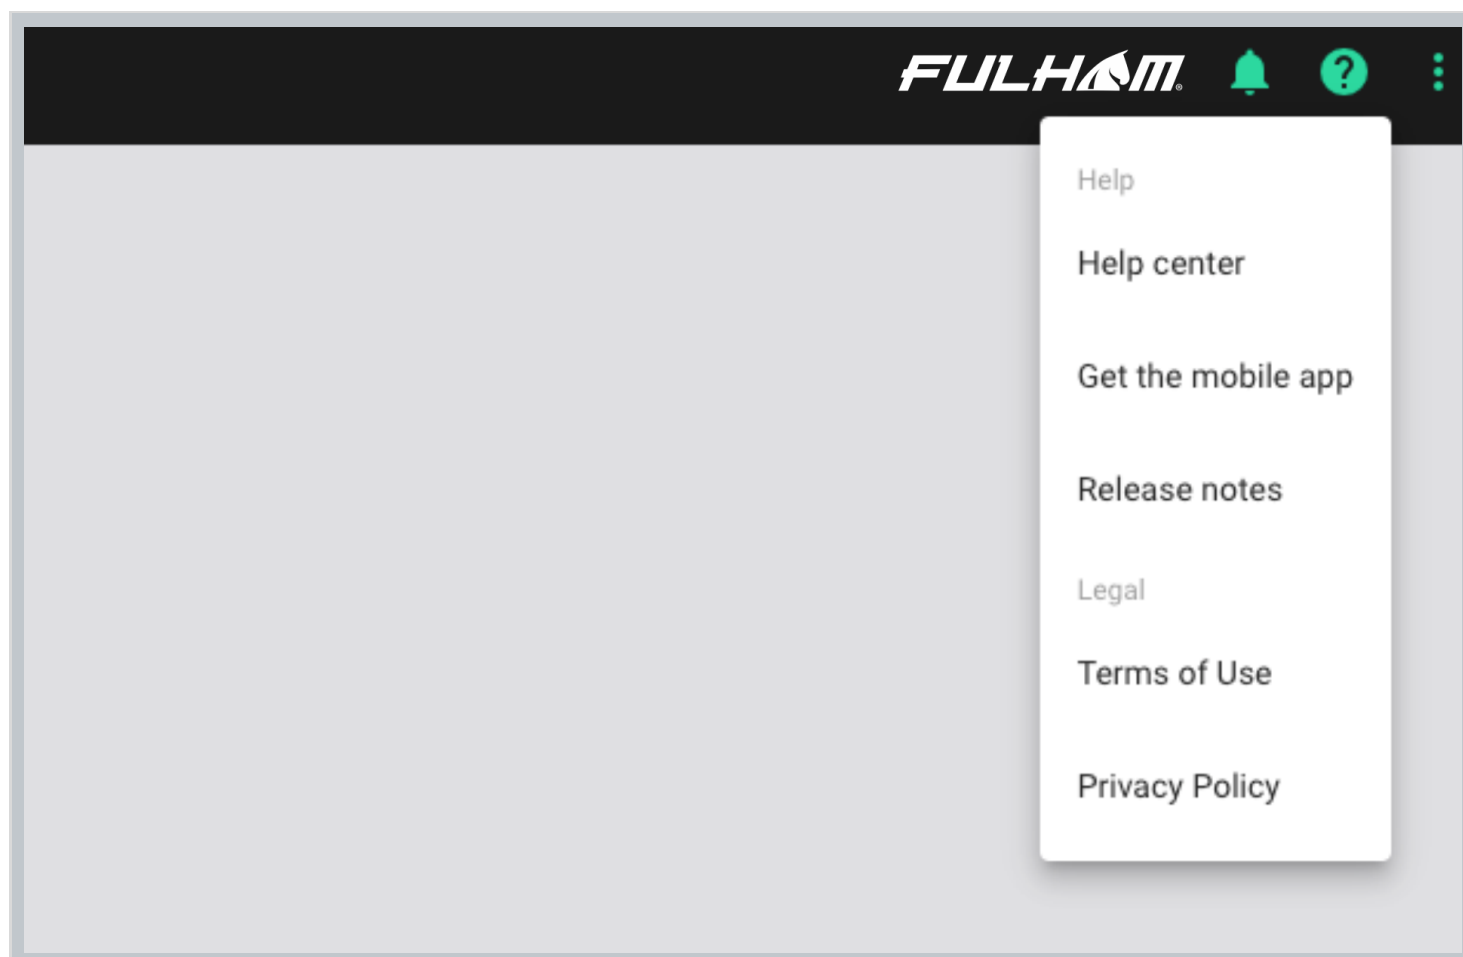 FULHAM®
Help
Help center
Get the mobile app
Release notes
Legal
Terms of Use
Privacy Policy